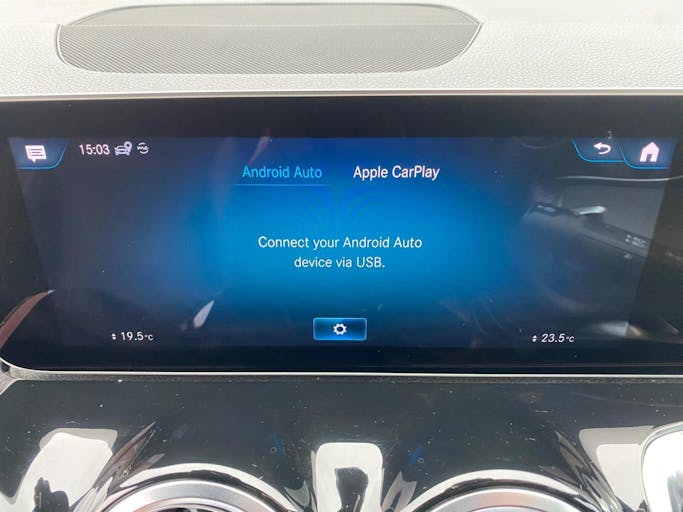 15:03
Android Auto Apple CarPlay
Connect your Android Auto
device via USB.
19.5°C 23.5°C